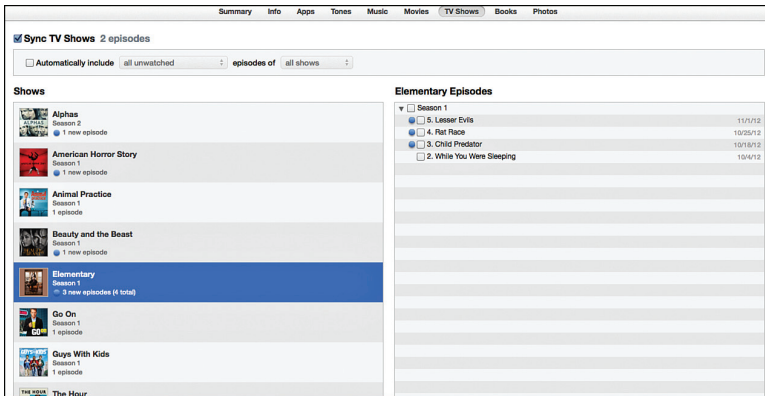 Summary Info Apps Tones Music Movies TV Shows Books Photos
Sync TV Shows 2 episodes
Automatically include all unwatched episodes of all shows
Shows
Alphas
Season 2
1 new episode
American Horror Story
Season 1
1 new episode
Animal Practice
Season 1
1 episode
Beauty and the Beast
Season 1
1 new episode
Elementary
Season 1
3 new episodes (4 total)
Go On
Season 1
1 episode
Guys With Kids
Season 1
1 episode
THE HOUR
The Hour
Elementary Episodes
Season 1
5. Lesser Evils 11/1/12
4. Rat Race 10/25/12
3. Child Predator 10/18/12
2. While You Were Sleeping 10/4/12